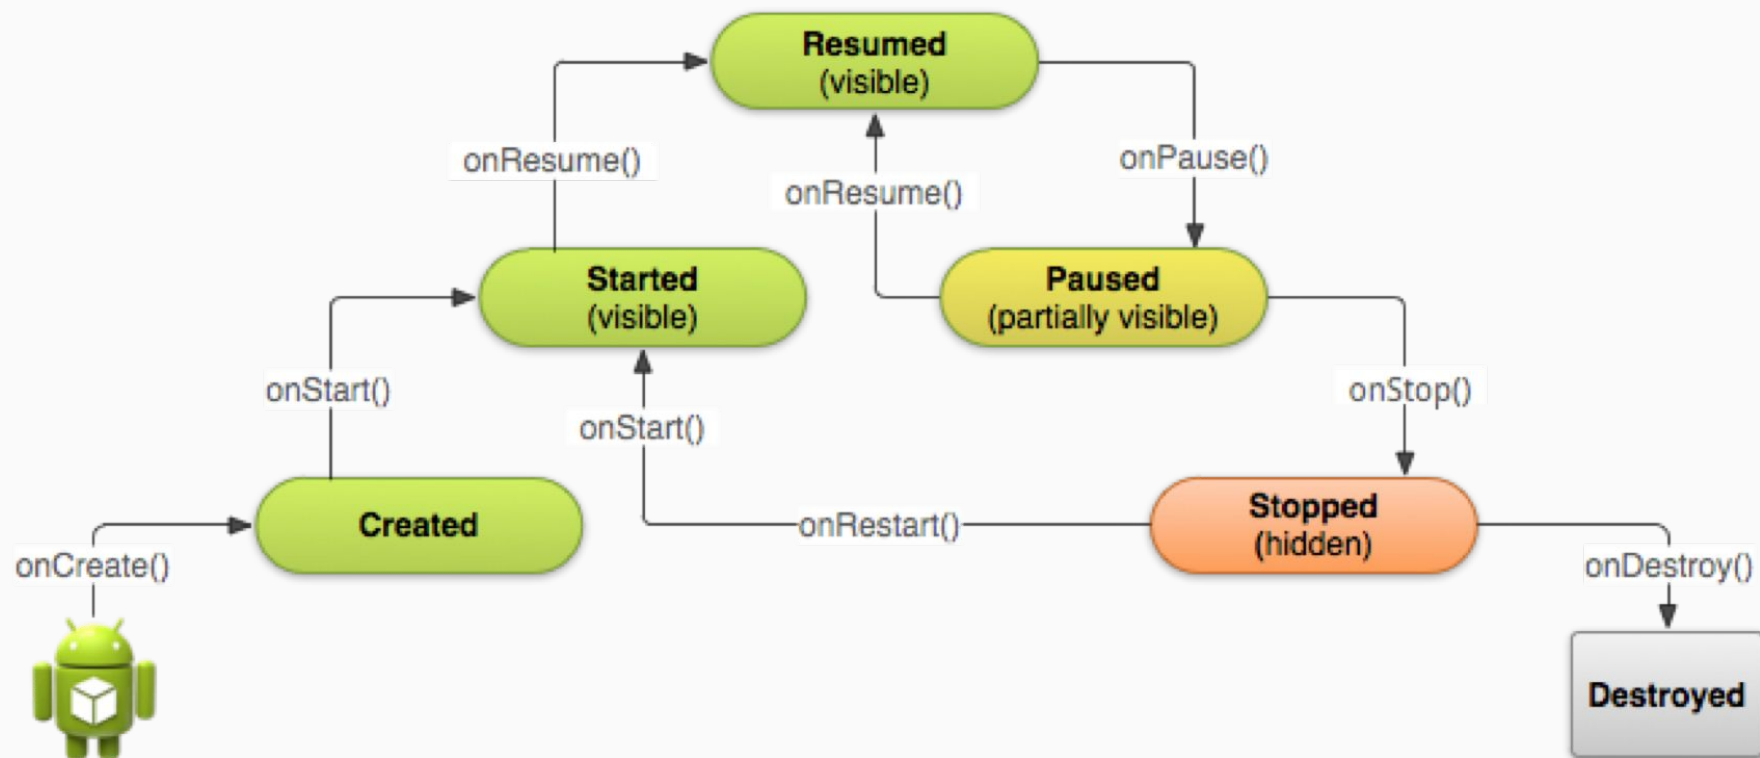 Resumed
(visible)
onResume()
onPause()
onResume()
Started
(visible)
Paused
(partially visible)
onStart()
onStop()
onStart()
Created
onRestart()
Stopped
(hidden)
onCreate()
onDestroy()
Destroyed